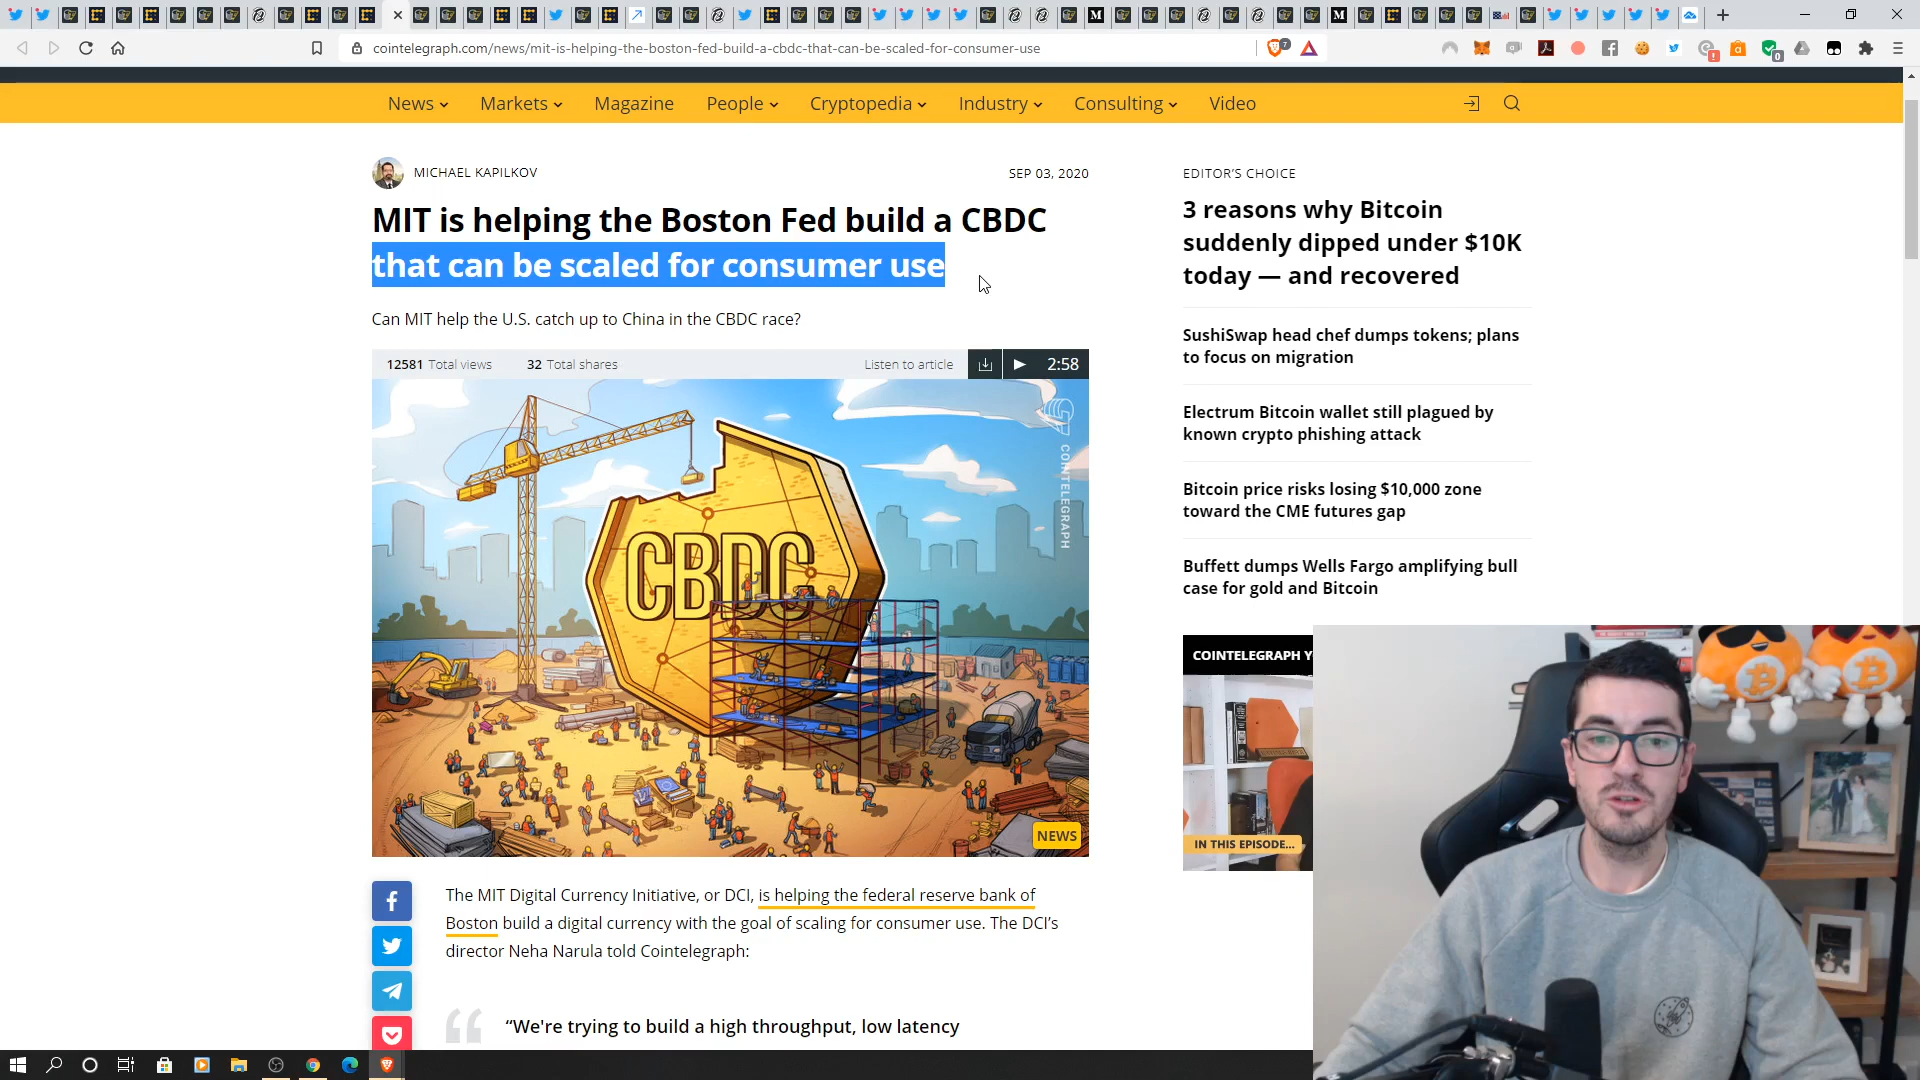 cointelegraph.com/news/mit-is-helping-the-boston-fed-build-a-cbdc-that-can-be-scaled-for-consumer-use
News Markets Magazine People Cryptopedia Industry Consulting Video
MICHAEL KAPILKOV
SEP 03, 2020
MIT is helping the Boston Fed build a CBDC
that can be scaled for consumer use
Can MIT help the U.S. catch up to China in the CBDC race?
12581 Total views 32 Total shares Listen to article 2:58
COINTELEGRAPH
CBDC
NEWS
The MIT Digital Currency Initiative, or DCI, is helping the federal reserve bank of
Boston build a digital currency with the goal of scaling for consumer use. The DCI’s
director Neha Narula told Cointelegraph:
“We're trying to build a high throughput, low latency
EDITOR’S CHOICE
3 reasons why Bitcoin
suddenly dipped under $10K
today — and recovered
SushiSwap head chef dumps tokens; plans
to focus on migration
Electrum Bitcoin wallet still plagued by
known crypto phishing attack
Bitcoin price risks losing $10,000 zone
toward the CME futures gap
Buffett dumps Wells Fargo amplifying bull
case for gold and Bitcoin
COINTELEGRAPH Y
IN THIS EPISODE...